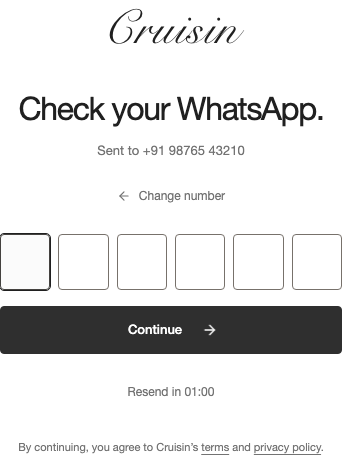 Cruisin
Check your WhatsApp.
Sent to +91 98765 43210
← Change number
Continue →
Resend in 01:00
By continuing, you agree to Cruisin's terms and privacy policy.